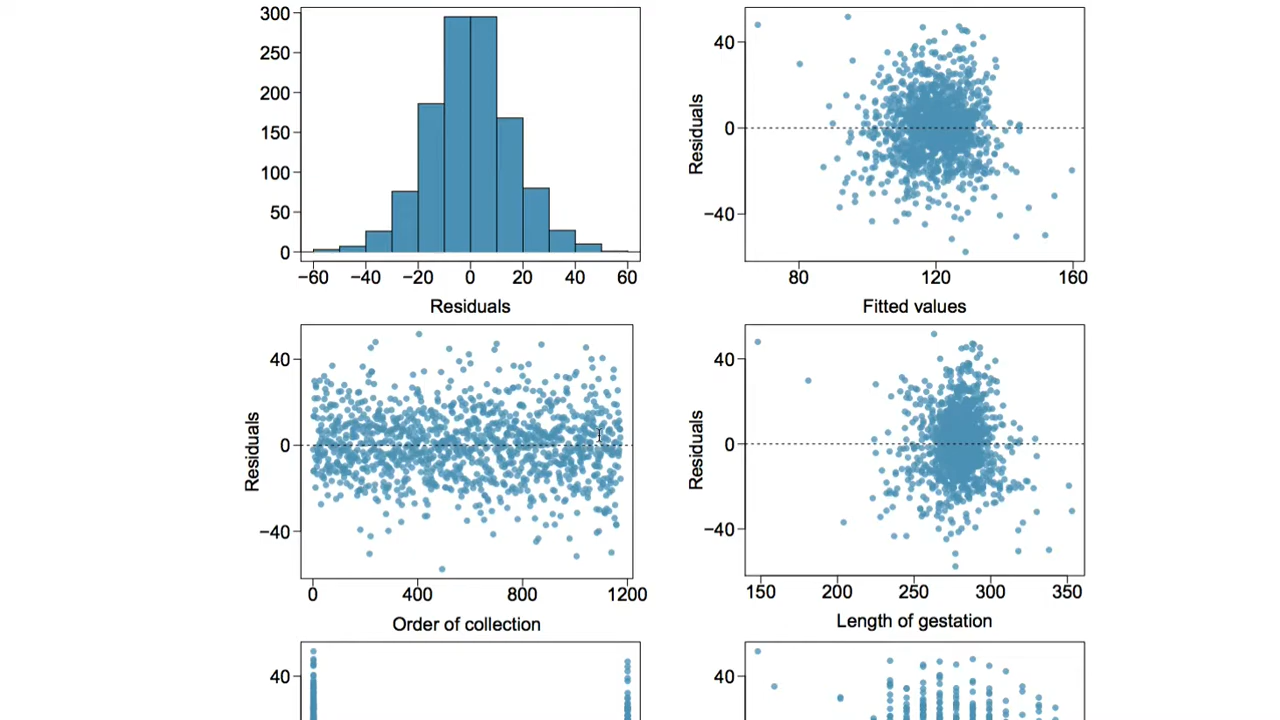 300
250
200
150
100
50
0
−60 −40 −20 0 20 40 60
Residuals
40
0
−40
Residuals
80 120 160
Fitted values
40
0
−40
Residuals
0 400 800 1200
Order of collection
40
0
−40
Residuals
150 200 250 300 350
Length of gestation
40
40